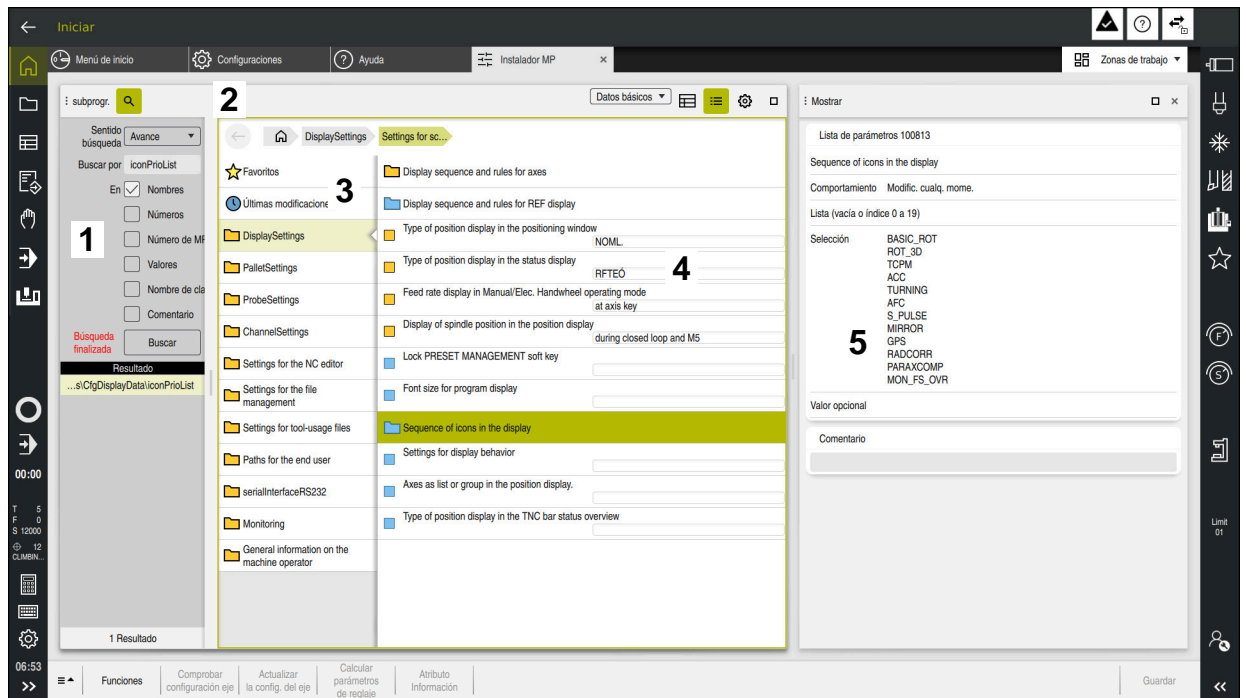 Iniciar
Menú de inicio
Configuraciones
Ayuda
Instalador MP
Zonas de trabajo
subprogr.
2
Datos básicos
Mostrar
Sentido
búsqueda
Avance
Buscar por
iconPrioList
En
Nombres
Números
1
Número de MP
Valores
Nombre de cla
Comentario
Búsqueda
finalizada
Buscar
Resultado
...s\CfgDisplayData\iconPrioList
1 Resultado
DisplaySettings
Settings for sc...
Favoritos
3
Últimas modificacione
DisplaySettings
PalletSettings
ProbeSettings
ChannelSettings
Settings for the NC editor
Settings for the file
management
Settings for tool-usage files
Paths for the end user
serialInterfaceRS232
Monitoring
General information on the
machine operator
Display sequence and rules for axes
Display sequence and rules for REF display
Type of position display in the positioning window
NOML.
Type of position display in the status display
RFTEÓ
4
Feed rate display in Manual/Elec. Handwheel operating mode
at axis key
Display of spindle position in the position display
during closed loop and M5
Lock PRESET MANAGEMENT soft key
Font size for program display
Sequence of icons in the display
Settings for display behavior
Axes as list or group in the position display.
Type of position display in the TNC bar status overview
Lista de parámetros 100813
Sequence of icons in the display
Comportamiento Modific. cualq. mome.
Lista (vacía o índice 0 a 19)
Selección
BASIC_ROT
ROT_3D
TCPM
ACC
TURNING
AFC
S_PULSE
MIRROR
GPS
RADCORR
PARAXCOMP
MON_FS_OVR
5
Valor opcional
Comentario
00:00
T 5
F 0
S 12000
12
CLIMBIN...
06:53
F
S
Limit
01
Funciones
Comprobar
configuración eje
Actualizar
la config. del eje
Calcular
parámetros
de reglaje
Atributo
Información
Guardar